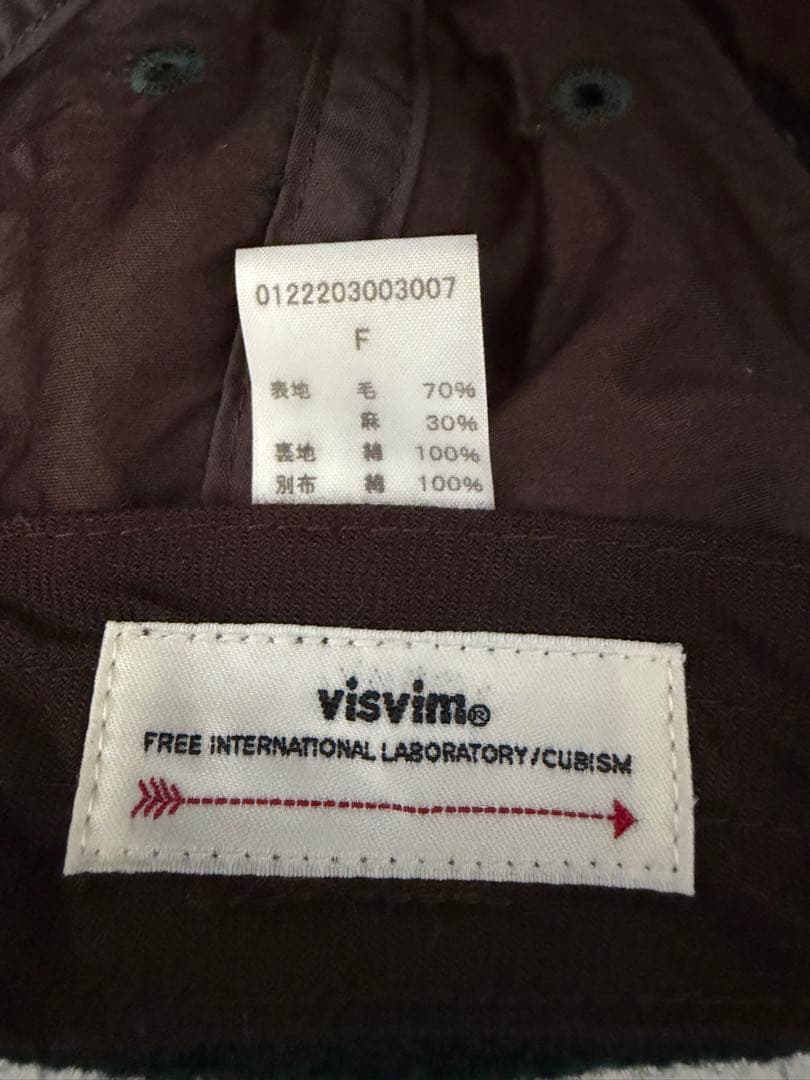 0122203003007
F
表地 毛 70%
麻 30%
裏地 綿 100%
別布 綿 100%
visvim®
FREE INTERNATIONAL LABORATORY/CUBISM